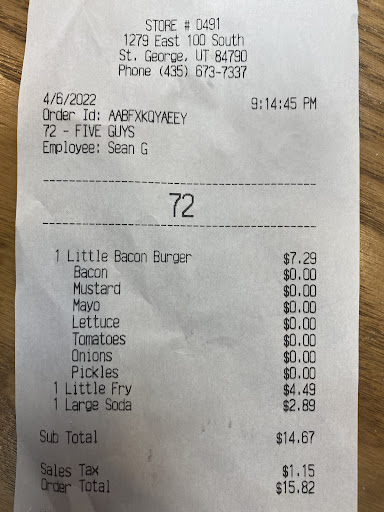 STORE # 0491
1279 East 100 South
St. George, UT 84790
Phone (435) 673-7337
4/6/2022 9:14:45 PM
Order Id: AABFXKQYAEEY
72 - FIVE GUYS
Employee: Sean G
72
1 Little Bacon Burger $7.29
Bacon $0.00
Mustard $0.00
Mayo $0.00
Lettuce $0.00
Tomatoes $0.00
Onions $0.00
Pickles $0.00
1 Little Fry $4.49
1 Large Soda $2.89
Sub Total $14.67
Sales Tax $1.15
Order Total $15.82